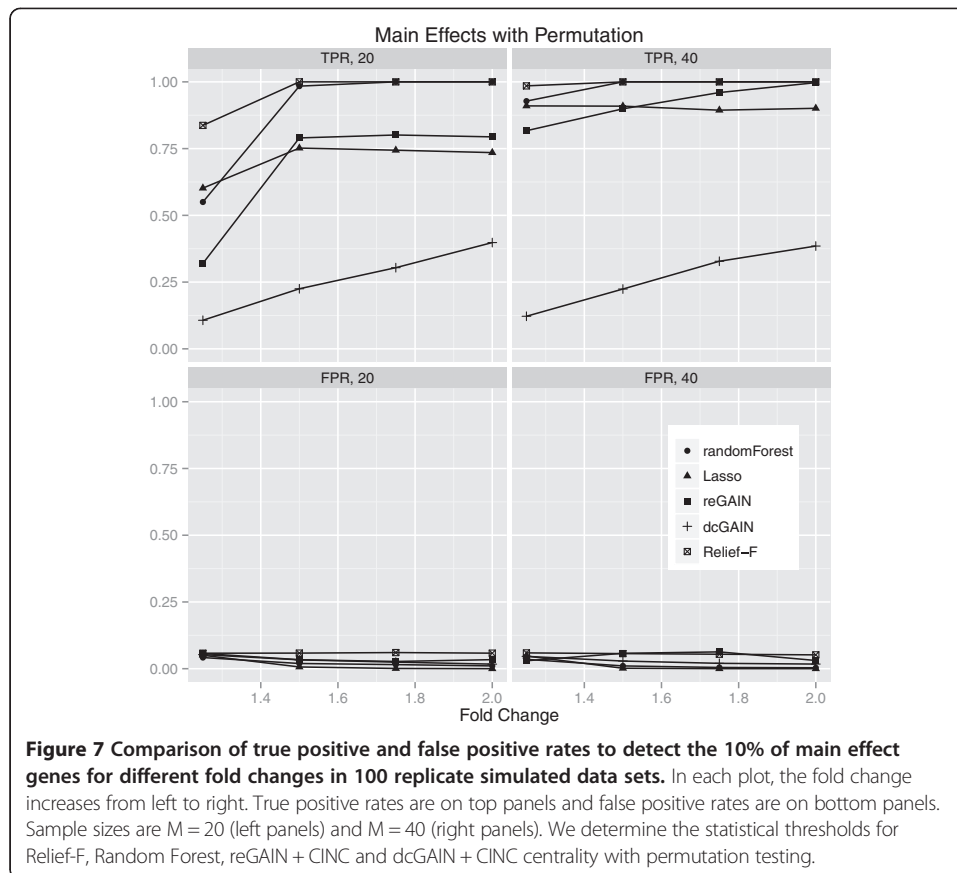 Main Effects with Permutation
TPR, 20
TPR, 40
1.00
0.75
0.50
0.25
0.00
FPR, 20
FPR, 40
1.00
0.75
0.50
0.25
0.00
randomForest
Lasso
reGAIN
dcGAIN
Relief−F
1.4 1.6 1.8 2.0 1.4 1.6 1.8 2.0
Fold Change
Figure 7 Comparison of true positive and false positive rates to detect the 10% of main effect
genes for different fold changes in 100 replicate simulated data sets. In each plot, the fold change
increases from left to right. True positive rates are on top panels and false positive rates are on bottom panels.
Sample sizes are M = 20 (left panels) and M = 40 (right panels). We determine the statistical thresholds for
Relief-F, Random Forest, reGAIN + CINC and dcGAIN + CINC centrality with permutation testing.